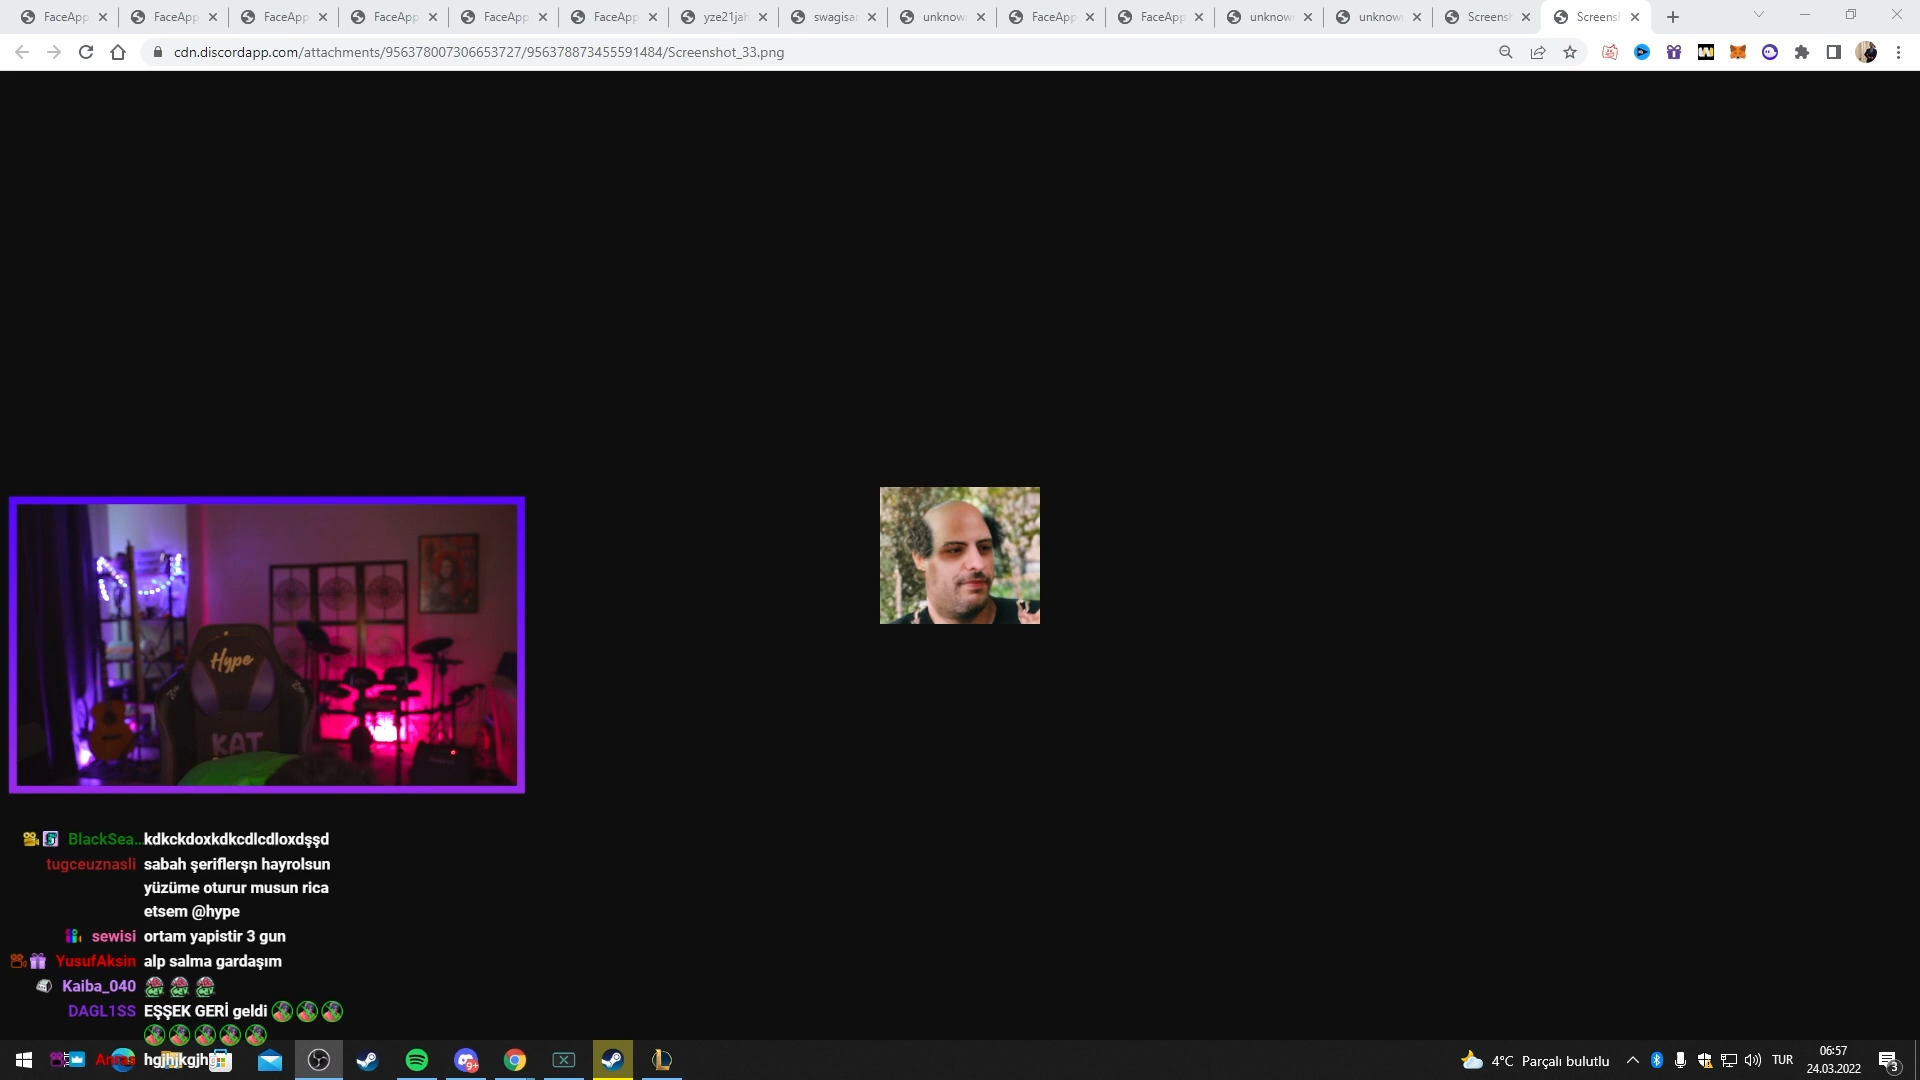 FaceApp
FaceApp
FaceApp
FaceApp
FaceApp
FaceApp
yze21jah
swagisar
unknown
FaceApp
FaceApp
unknown
unknown
Screens
Screens
cdn.discordapp.com/attachments/956378007306653727/956378873455591484/Screenshot_33.png
Hype
KAT
BlackSea... kdkckdoxkdkcdlcdloxdşşd
tugceuznasli sabah şeriflerşn hayrolsun
yüzüme oturur musun rica
etsem @hype
sewisi ortam yapistir 3 gun
YusufAksin alp salma gardaşım
Kaiba_040
DAGL1SS EŞŞEK GERİ geldi
hgjhjkgjh
9+
4°C Parçalı bulutlu
TUR
06:57
24.03.2022
3